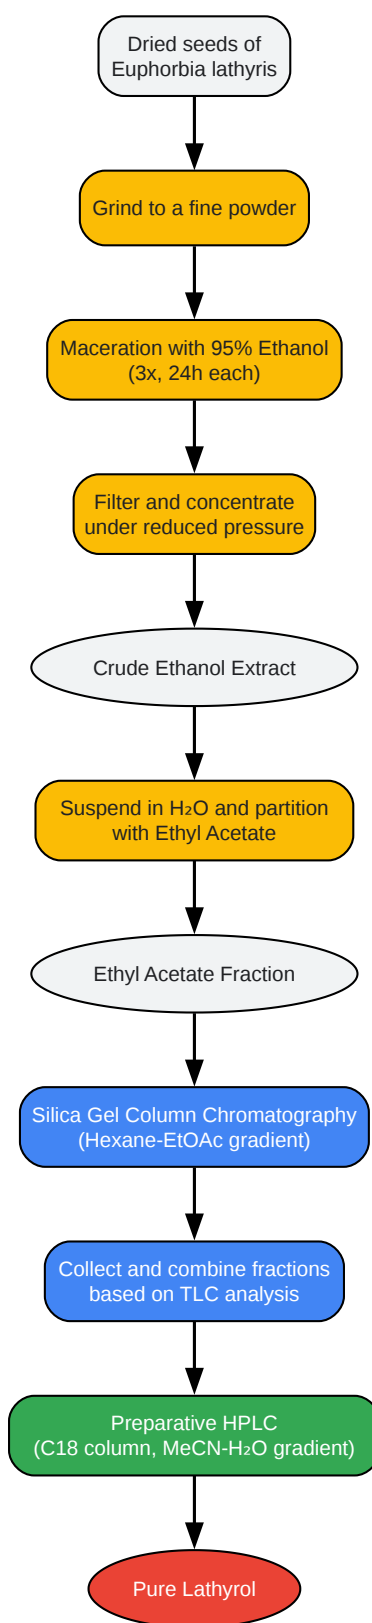 Dried seeds of
Euphorbia lathyris
Grind to a fine powder
Maceration with 95% Ethanol
(3x, 24h each)
Filter and concentrate
under reduced pressure
Crude Ethanol Extract
Suspend in H₂O and partition
with Ethyl Acetate
Ethyl Acetate Fraction
Silica Gel Column Chromatography
(Hexane-EtOAc gradient)
Collect and combine fractions
based on TLC analysis
Preparative HPLC
(C18 column, MeCN-H₂O gradient)
Pure Lathyrol